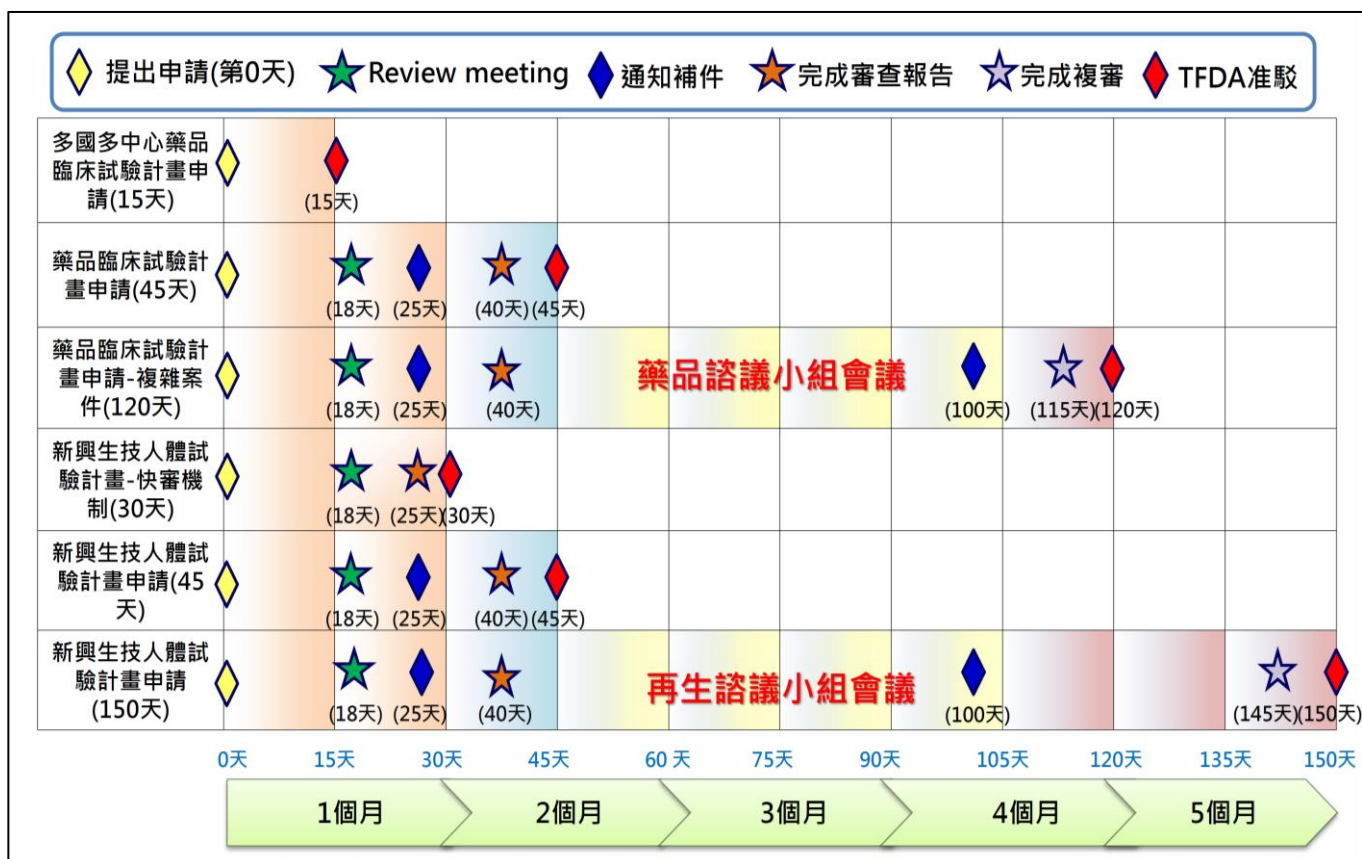 提出申請(第0天) Review meeting 通知補件 完成審查報告 完成複審 TFDA准駁
多國多中心藥品
臨床試驗計畫申
請(15天)
(15天)
藥品臨床試驗計
畫申請(45天)
(18天) (25天) (40天) (45天)
藥品臨床試驗計
畫申請-複雜案
件(120天)
藥品諮議小組會議
(18天) (25天) (40天) (100天) (115天) (120天)
新興生技人體試
驗計畫-快審機
制(30天)
(18天) (25天) (30天)
新興生技人體試
驗計畫申請(45
天)
(18天) (25天) (40天) (45天)
新興生技人體試
驗計畫申請
(150天)
再生諮議小組會議
(18天) (25天) (40天) (100天) (145天) (150天)
0天 15天 30天 45天 60 天 75天 90天 105天 120天 135天 150天
1個月 2個月 3個月 4個月 5個月